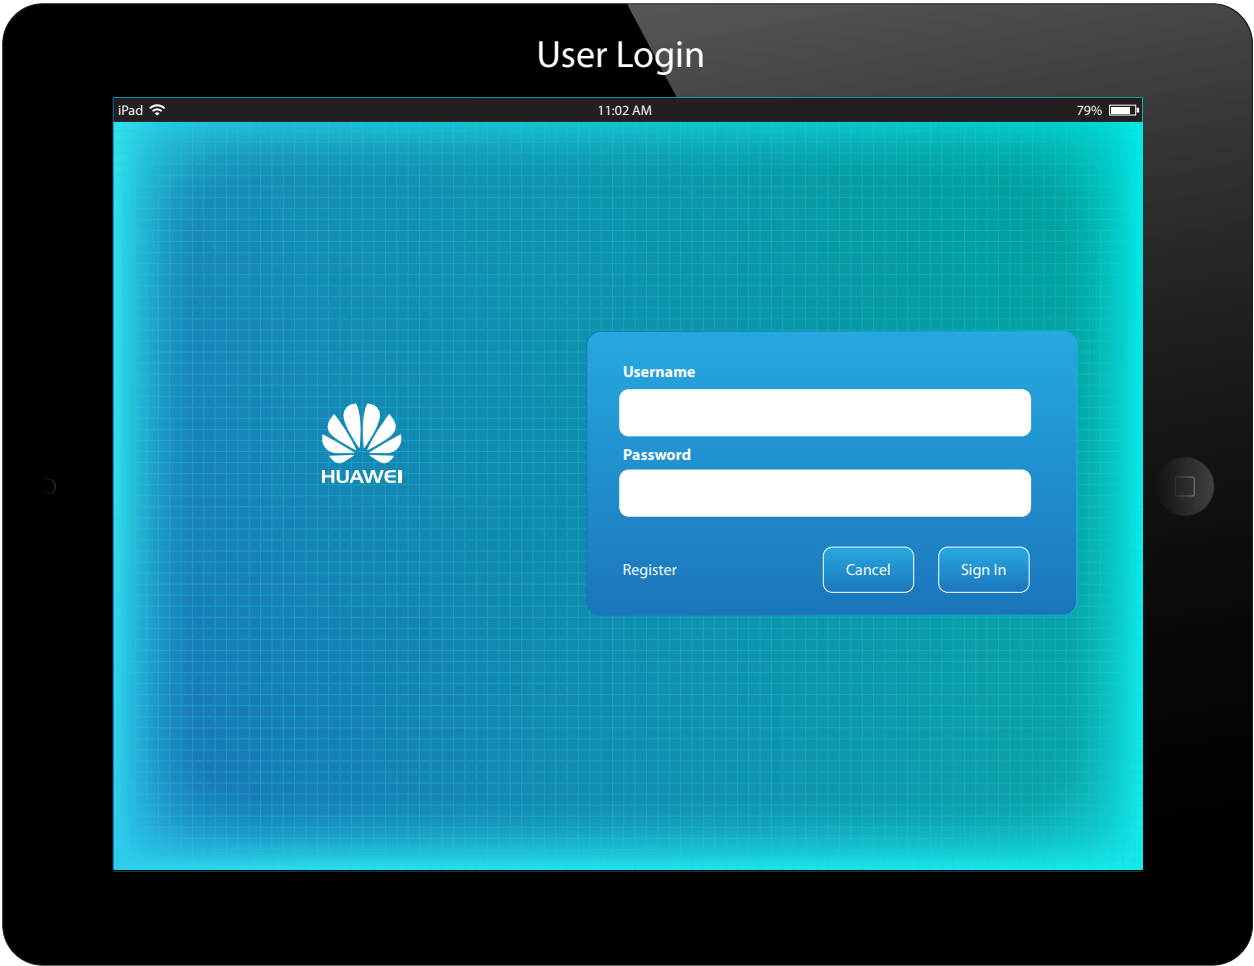 User Login
iPad 11:02 AM 79%
Username
HUAWEI
Password
Register Cancel Sign In